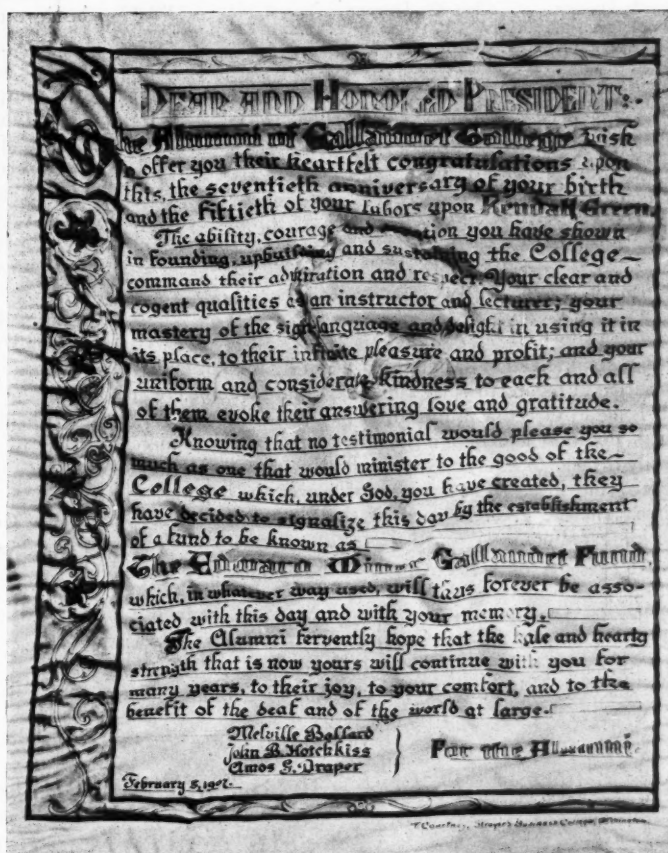 DEAR AND HONORED PRESIDENT:
The Alumni of Gallaudet College wish
to offer you their heartfelt congratulations upon
this, the seventieth anniversary of your birth
and the fiftieth of your labors upon Kendall Green.
The ability, courage and you have shown
in founding, upbuilding and sustaining the College—
command their admiration and respect. Your clear and
cogent qualities as an instructor and lecturer; your
mastery of the sign language and delight in using it in
its place, to their infinite pleasure and profit; and your
uniform and considerate kindness to each and all
of them evoke their answering love and gratitude.
Knowing that no testimonial would please you so
much as one that would minister to the good of the—
College which, under God, you have created, they
have decided to signalize this day by the establishment
of a fund to be known as
The Edward Miner Gallaudet Fund,
which, in whatever way used, will thus forever be asso-
ciated with this day and with your memory.
The Alumni fervently hope that the hale and hearty
strength that is now yours will continue with you for
many years, to their joy, to your comfort, and to the
benefit of the deaf and of the world at large.
Melville Ballard
John B. Hotchkiss
Amos G. Draper
For the Alumni.
February 5, 1907.
Courtney, Strayer's Business College,